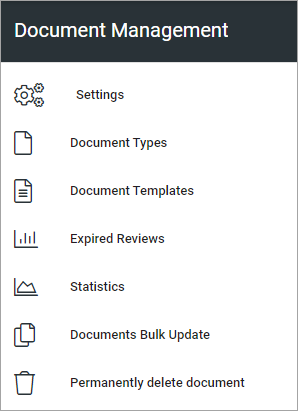 Document Management
Settings
Document Types
Document Templates
Expired Reviews
Statistics
Documents Bulk Update
Permanently delete document